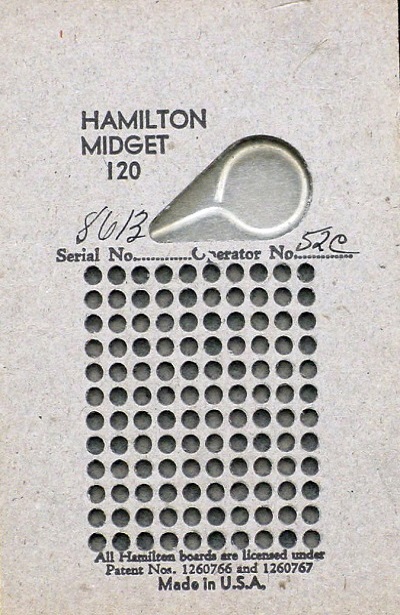 HAMILTON
MIDGET
120
8613 52c
Serial No............Operator No..............
All Hamilton boards are licensed under
Patent Nos. 1260766 and 1260767
Made in U.S.A.